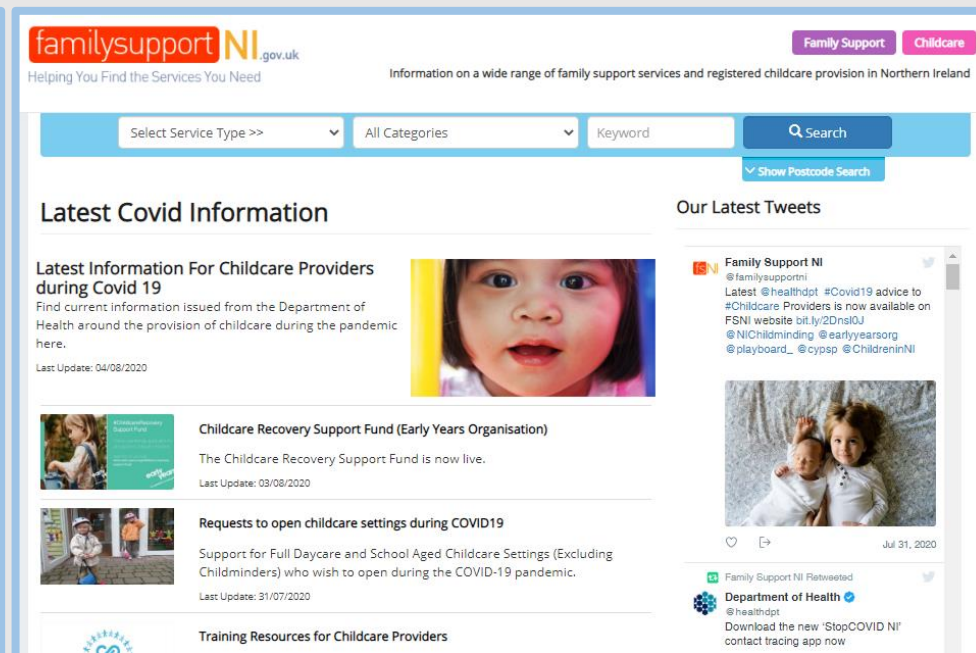 familysupport NI.gov.uk
Helping You Find the Services You Need
Family Support
Childcare
Information on a wide range of family support services and registered childcare provision in Northern Ireland
Select Service Type >>
All Categories
Keyword
Search
Show Postcode Search
Latest Covid Information
Latest Information For Childcare Providers
during Covid 19
Find current information issued from the Department of
Health around the provision of childcare during the pandemic
here.
Last Update: 04/08/2020
#ChildcareRecovery
Support Fund
early
years
Childcare Recovery Support Fund (Early Years Organisation)
The Childcare Recovery Support Fund is now live.
Last Update: 03/08/2020
Requests to open childcare settings during COVID19
Support for Full Daycare and School Aged Childcare Settings (Excluding
Childminders) who wish to open during the COVID-19 pandemic.
Last Update: 31/07/2020
Training Resources for Childcare Providers
Our Latest Tweets
fsNI
Family Support NI
@familysupportni
Latest @healthdpt #Covid19 advice to
#Childcare Providers is now available on
FSNI website bit.ly/2DnsI0J
@NIChildminding @earlyyearsorg
@playboard_ @cypsp @ChildreninNI
Jul 31, 2020
Family Support NI Retweeted
Department of Health
@healthdpt
Download the new 'StopCOVID NI'
contact tracing app now